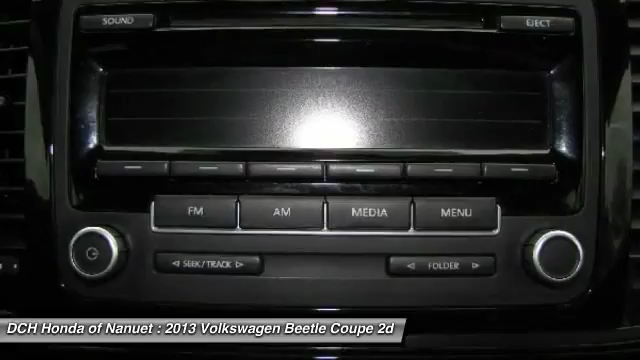 SOUND
EJECT
FM
AM
MEDIA
MENU
SEEK/TRACK
FOLDER
DCH Honda of Nanuet : 2013 Volkswagen Beetle Coupe 2d